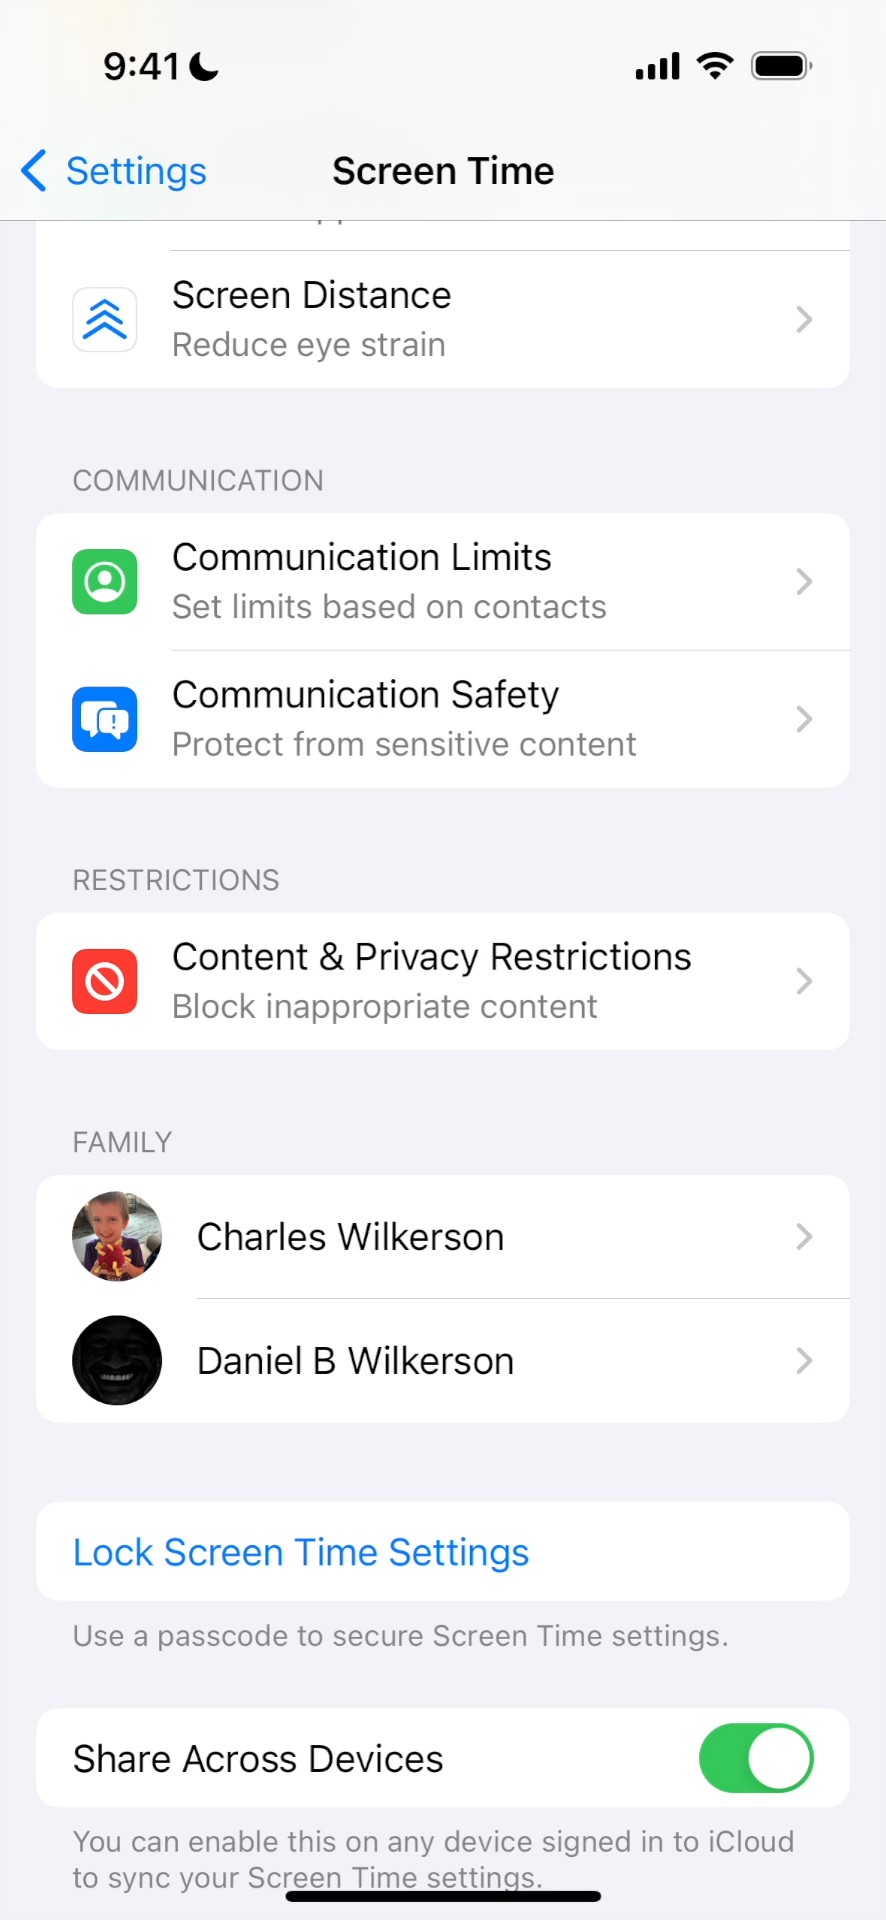 9:41
Settings
Screen Time
Screen Distance
Reduce eye strain
COMMUNICATION
Communication Limits
Set limits based on contacts
Communication Safety
Protect from sensitive content
RESTRICTIONS
Content & Privacy Restrictions
Block inappropriate content
FAMILY
Charles Wilkerson
Daniel B Wilkerson
Lock Screen Time Settings
Use a passcode to secure Screen Time settings.
Share Across Devices
You can enable this on any device signed in to iCloud
to sync your Screen Time settings.